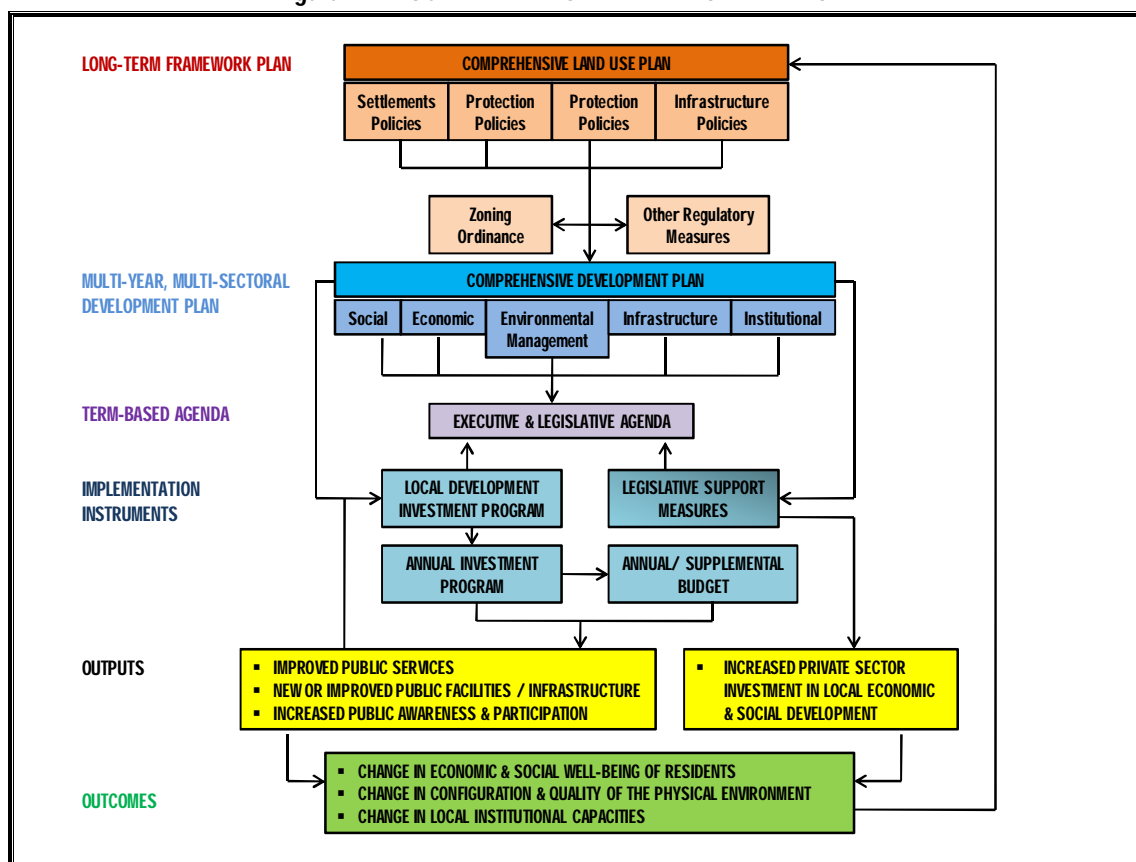 LONG-TERM FRAMEWORK PLAN
COMPREHENSIVE LAND USE PLAN
Settlements
Policies
Protection
Policies
Protection
Policies
Infrastructure
Policies
Zoning
Ordinance
Other Regulatory
Measures
MULTI-YEAR, MULTI-SECTORAL
DEVELOPMENT PLAN
COMPREHENSIVE DEVELOPMENT PLAN
Social
Economic
Environmental
Management
Infrastructure
Institutional
TERM-BASED AGENDA
EXECUTIVE & LEGISLATIVE AGENDA
IMPLEMENTATION
INSTRUMENTS
LOCAL DEVELOPMENT
INVESTMENT PROGRAM
LEGISLATIVE SUPPORT
MEASURES
ANNUAL INVESTMENT
PROGRAM
ANNUAL/ SUPPLEMENTAL
BUDGET
OUTPUTS
▪ IMPROVED PUBLIC SERVICES
▪ NEW OR IMPROVED PUBLIC FACILITIES / INFRASTRUCTURE
▪ INCREASED PUBLIC AWARENESS & PARTICIPATION
▪ INCREASED PRIVATE SECTOR
INVESTMENT IN LOCAL ECONOMIC
& SOCIAL DEVELOPMENT
OUTCOMES
▪ CHANGE IN ECONOMIC & SOCIAL WELL-BEING OF RESIDENTS
▪ CHANGE IN CONFIGURATION & QUALITY OF THE PHYSICAL ENVIRONMENT
▪ CHANGE IN LOCAL INSTITUTIONAL CAPACITIES